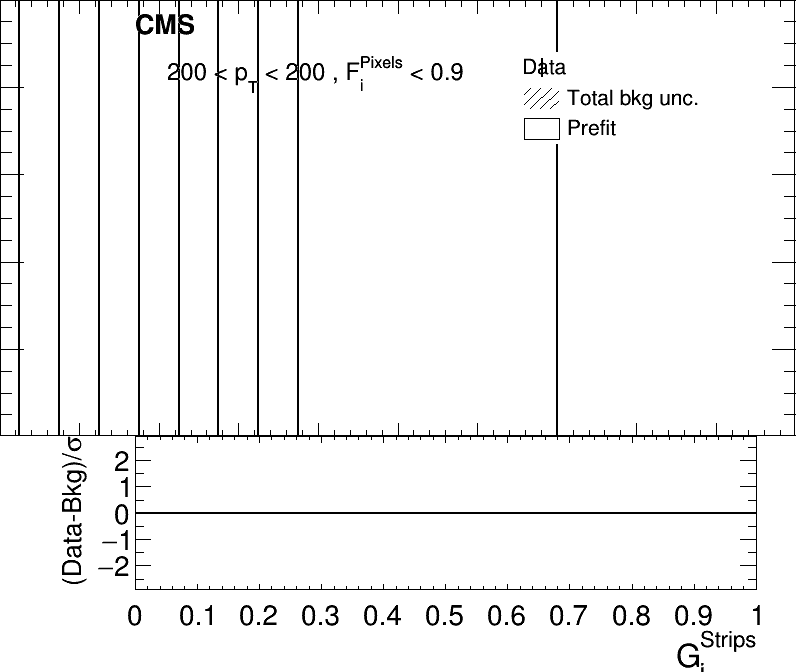 CMS
200 < p_T < 200 , F_i^Pixels < 0.9
Data
Total bkg unc.
Prefit
(Data-Bkg)/σ
2
1
0
−1
−2
0 0.1 0.2 0.3 0.4 0.5 0.6 0.7 0.8 0.9 1
G_i^Strips